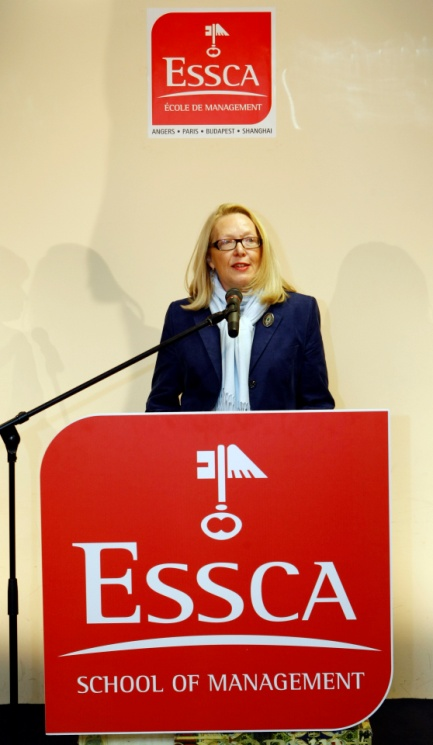 ESSCA
ÉCOLE DE MANAGEMENT
ANGERS • PARIS • BUDAPEST • SHANGHAI
ESSCA
SCHOOL OF MANAGEMENT